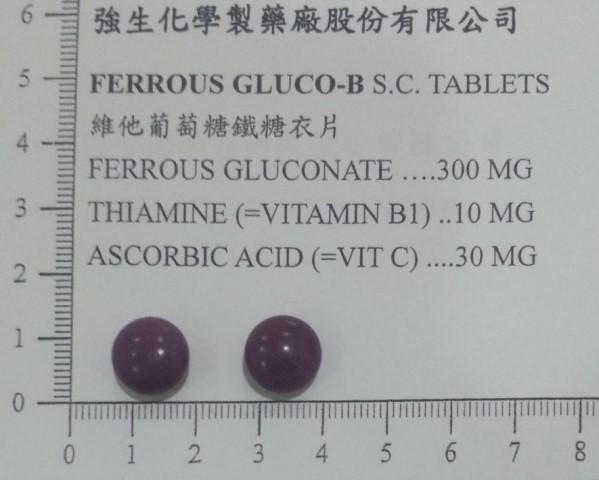 強生化學製藥廠股份有限公司
FERROUS GLUCO-B S.C. TABLETS
維他葡萄糖鐵糖衣片
FERROUS GLUCONATE ....300 MG
THIAMINE (=VITAMIN B1) ..10 MG
ASCORBIC ACID (=VIT C) ....30 MG
6
5
4
3
2
1
0
0 1 2 3 4 5 6 7 8